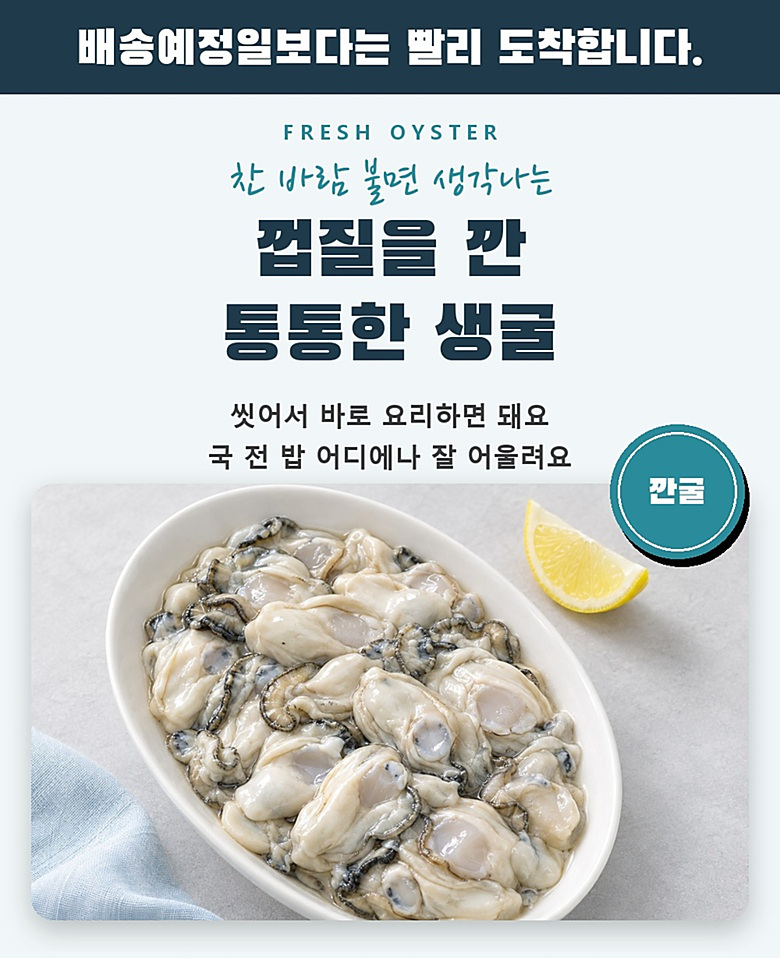 배송예정일보다는 빨리 도착합니다.
FRESH OYSTER
찬 바람 불면 생각나는
껍질을 깐
통통한 생굴
씻어서 바로 요리하면 돼요
국 전 밥 어디에나 잘 어울려요
깐굴